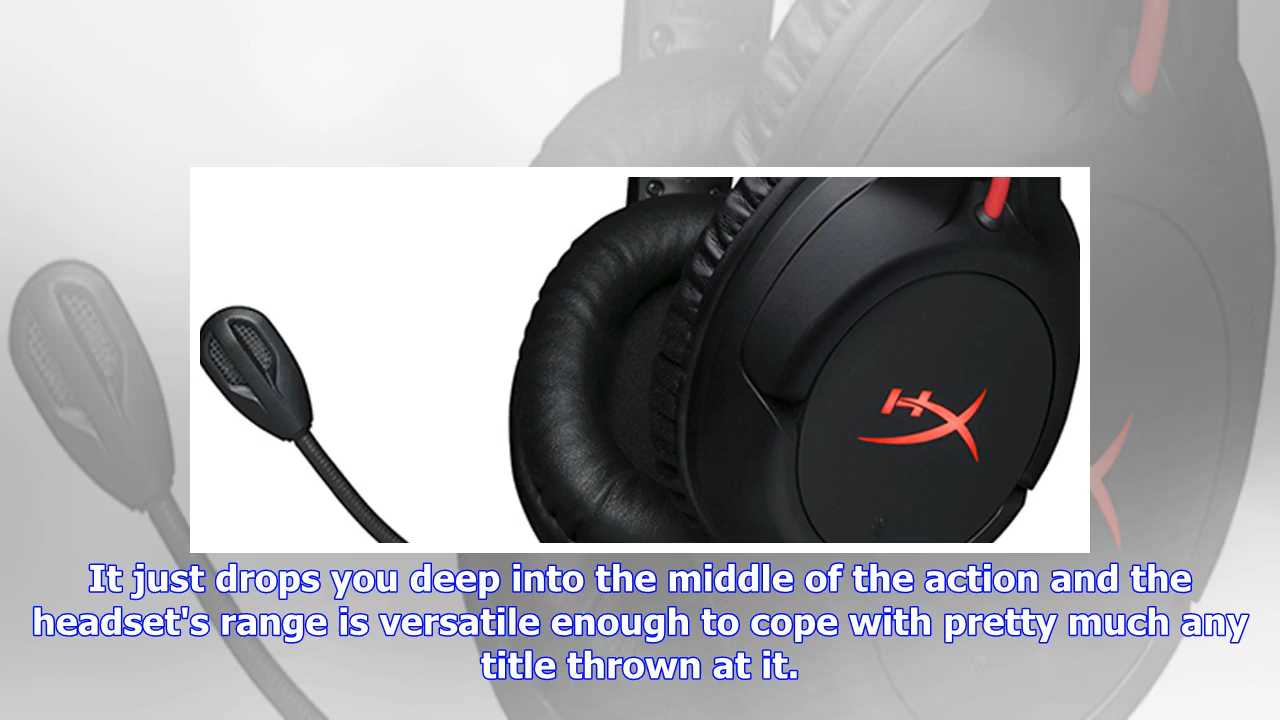 HX
It just drops you deep into the middle of the action and the
headset's range is versatile enough to cope with pretty much any
title thrown at it.